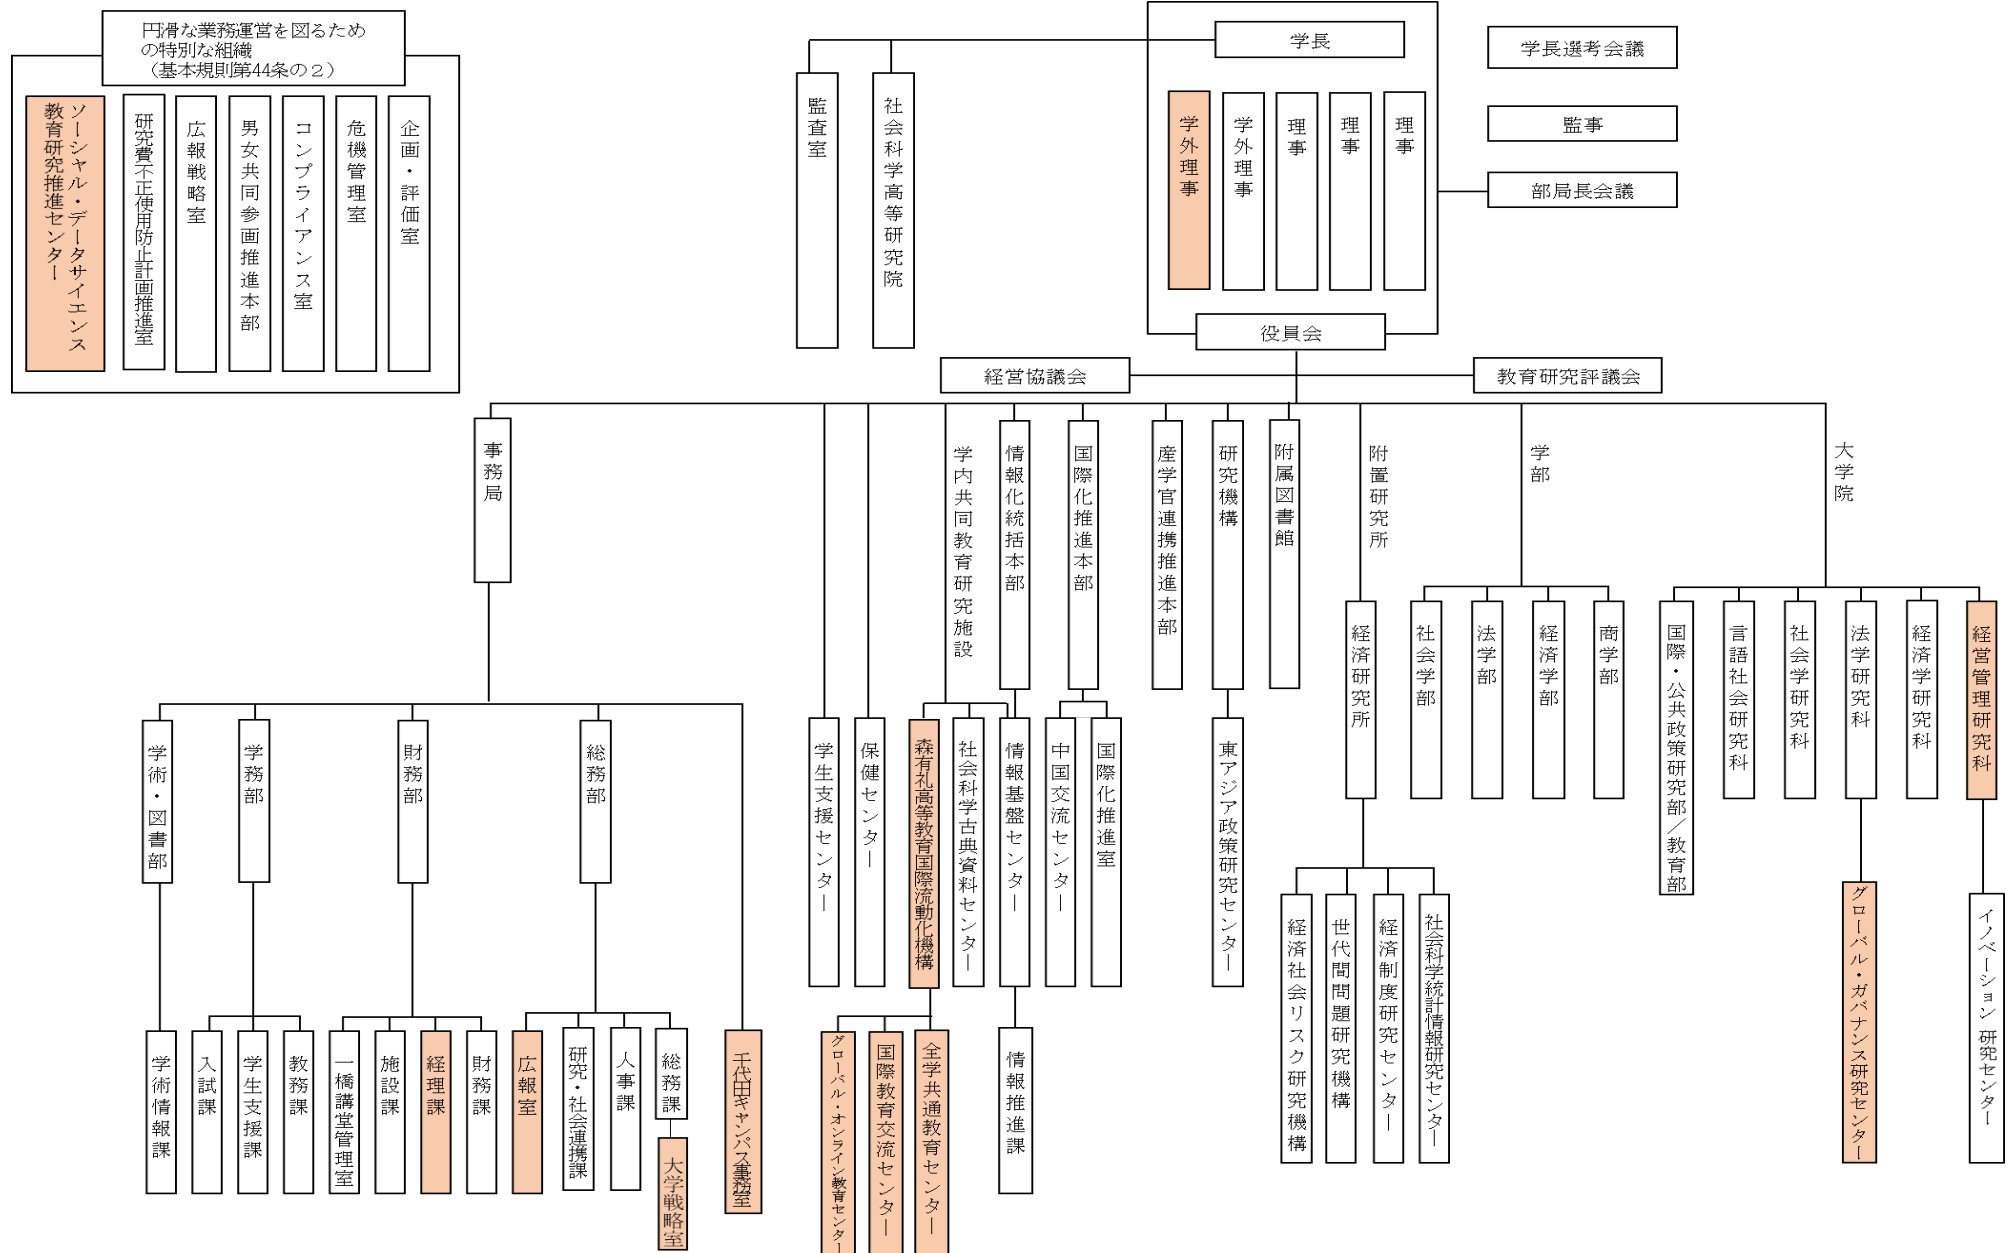 円滑な業務運営を図るため
の特別な組織
（基本規則第44条の２）
ソーシャル・データサイエンス
教育研究推進センター
研究費不正使用防止計画推進室
広報戦略室
男女共同参画推進本部
コンプライアンス室
危機管理室
企画・評価室
監査室
社会科学高等研究院
学長
学外理事
学外理事
理事
理事
理事
役員会
学長選考会議
監事
部局長会議
経営協議会
教育研究評議会
事務局
学内共同教育研究施設
情報化統括本部
国際化推進本部
産学官連携推進本部
研究機構
附属図書館
附置研究所
学部
大学院
経済研究所
社会学部
法学部
経済学部
商学部
国際・公共政策研究部／教育部
言語社会研究科
社会学研究科
法学研究科
経済学研究科
経営管理研究科
学術・図書部
学務部
財務部
総務部
学生支援センター
保健センター
森有礼高等教育国際流動化機構
社会科学古典資料センター
情報基盤センター
中国交流センター
国際化推進室
東アジア政策研究センター
経済社会リスク研究機構
世代間問題研究機構
経済制度研究センター
社会科学統計情報研究センター
グローバル・ガバナンス研究センター
イノベーション 研究センター
学術情報課
入試課
学生支援課
教務課
一橋講堂管理室
施設課
経理課
財務課
広報室
研究・社会連携課
人事課
総務課
大学戦略室
千代田キャンパス事務室
グローバル・オンライン教育センター
国際教育交流センター
全学共通教育センター
情報推進課